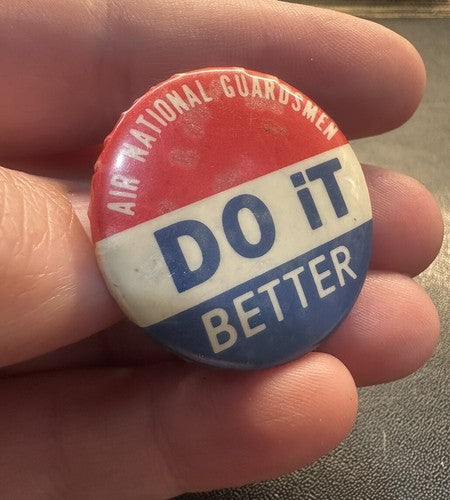 AIR NATIONAL GUARDSMEN
DO iT
BETTER